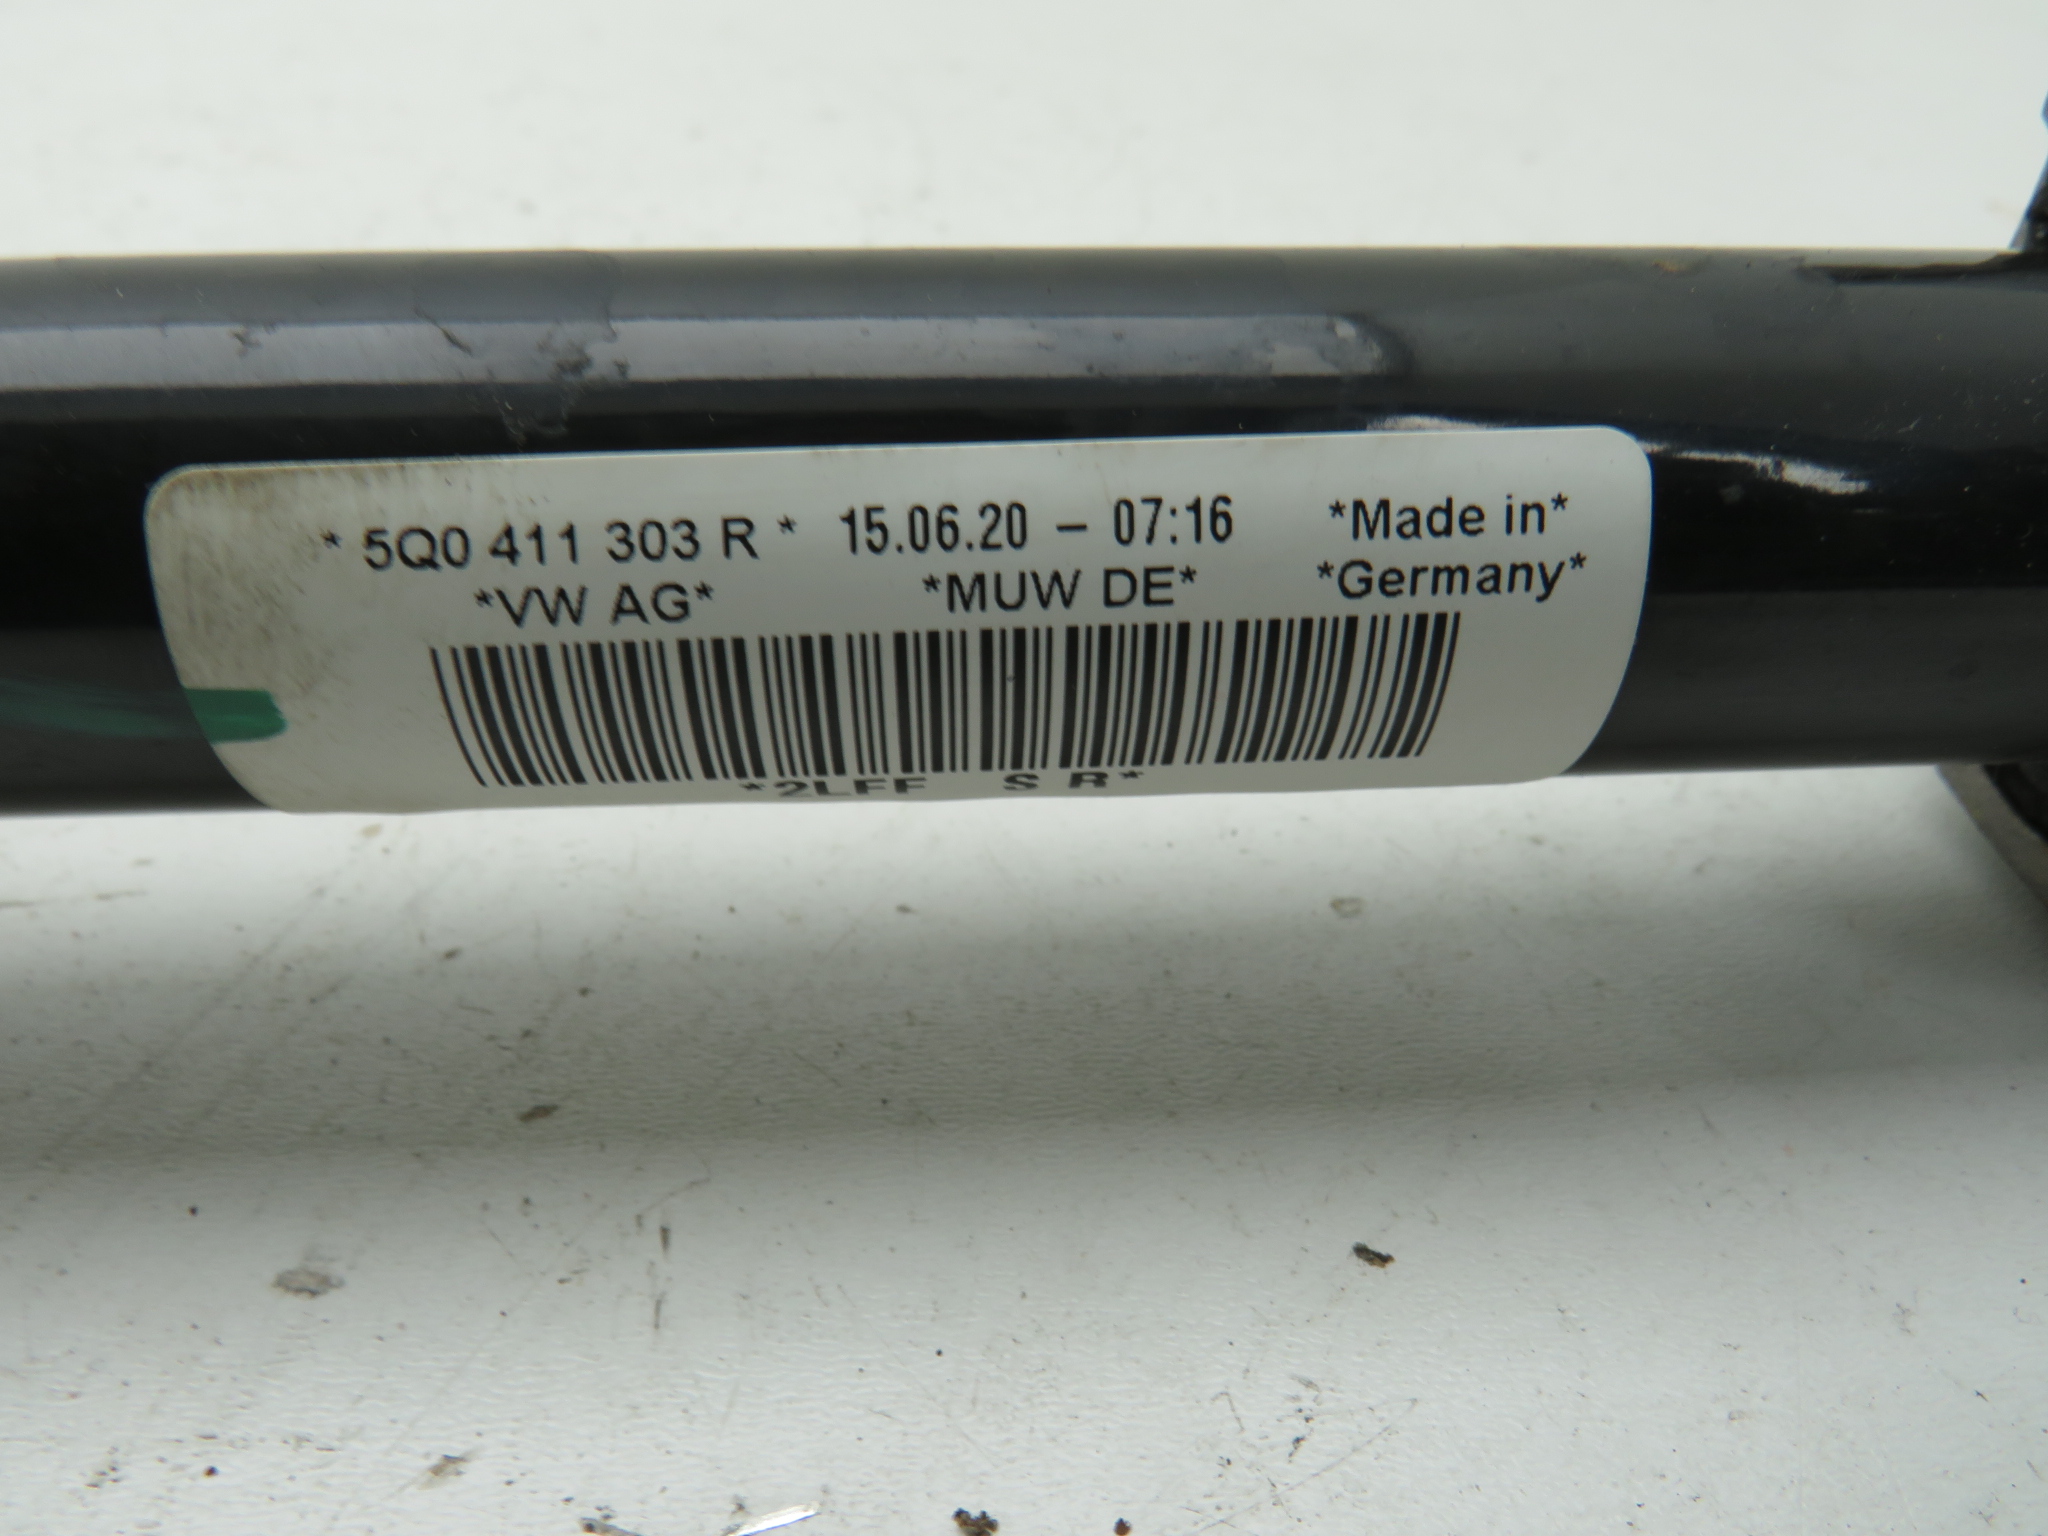 * 5Q0 411 303 R * 15.06.20 - 07:16 *Made in*
*VW AG* *MUW DE* *Germany*
*2LFF S R*